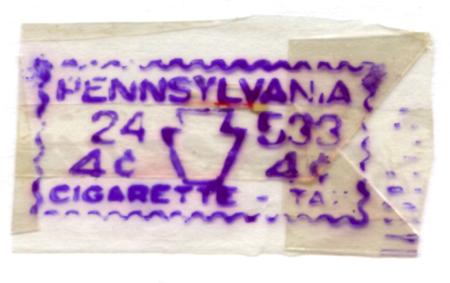 PENNSYLVANIA
24 533
4¢ 4¢
CIGARETTE - TAX